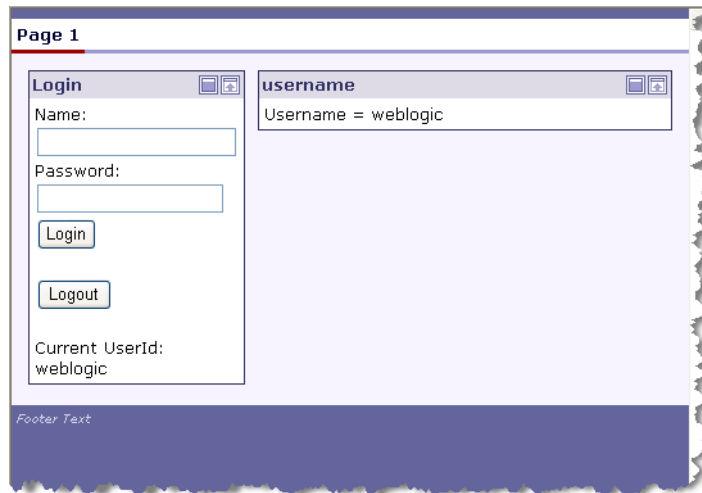 Page 1
Login
Name:
Password:
Login
Logout
Current UserId:
weblogic
username
Username = weblogic
Footer Text